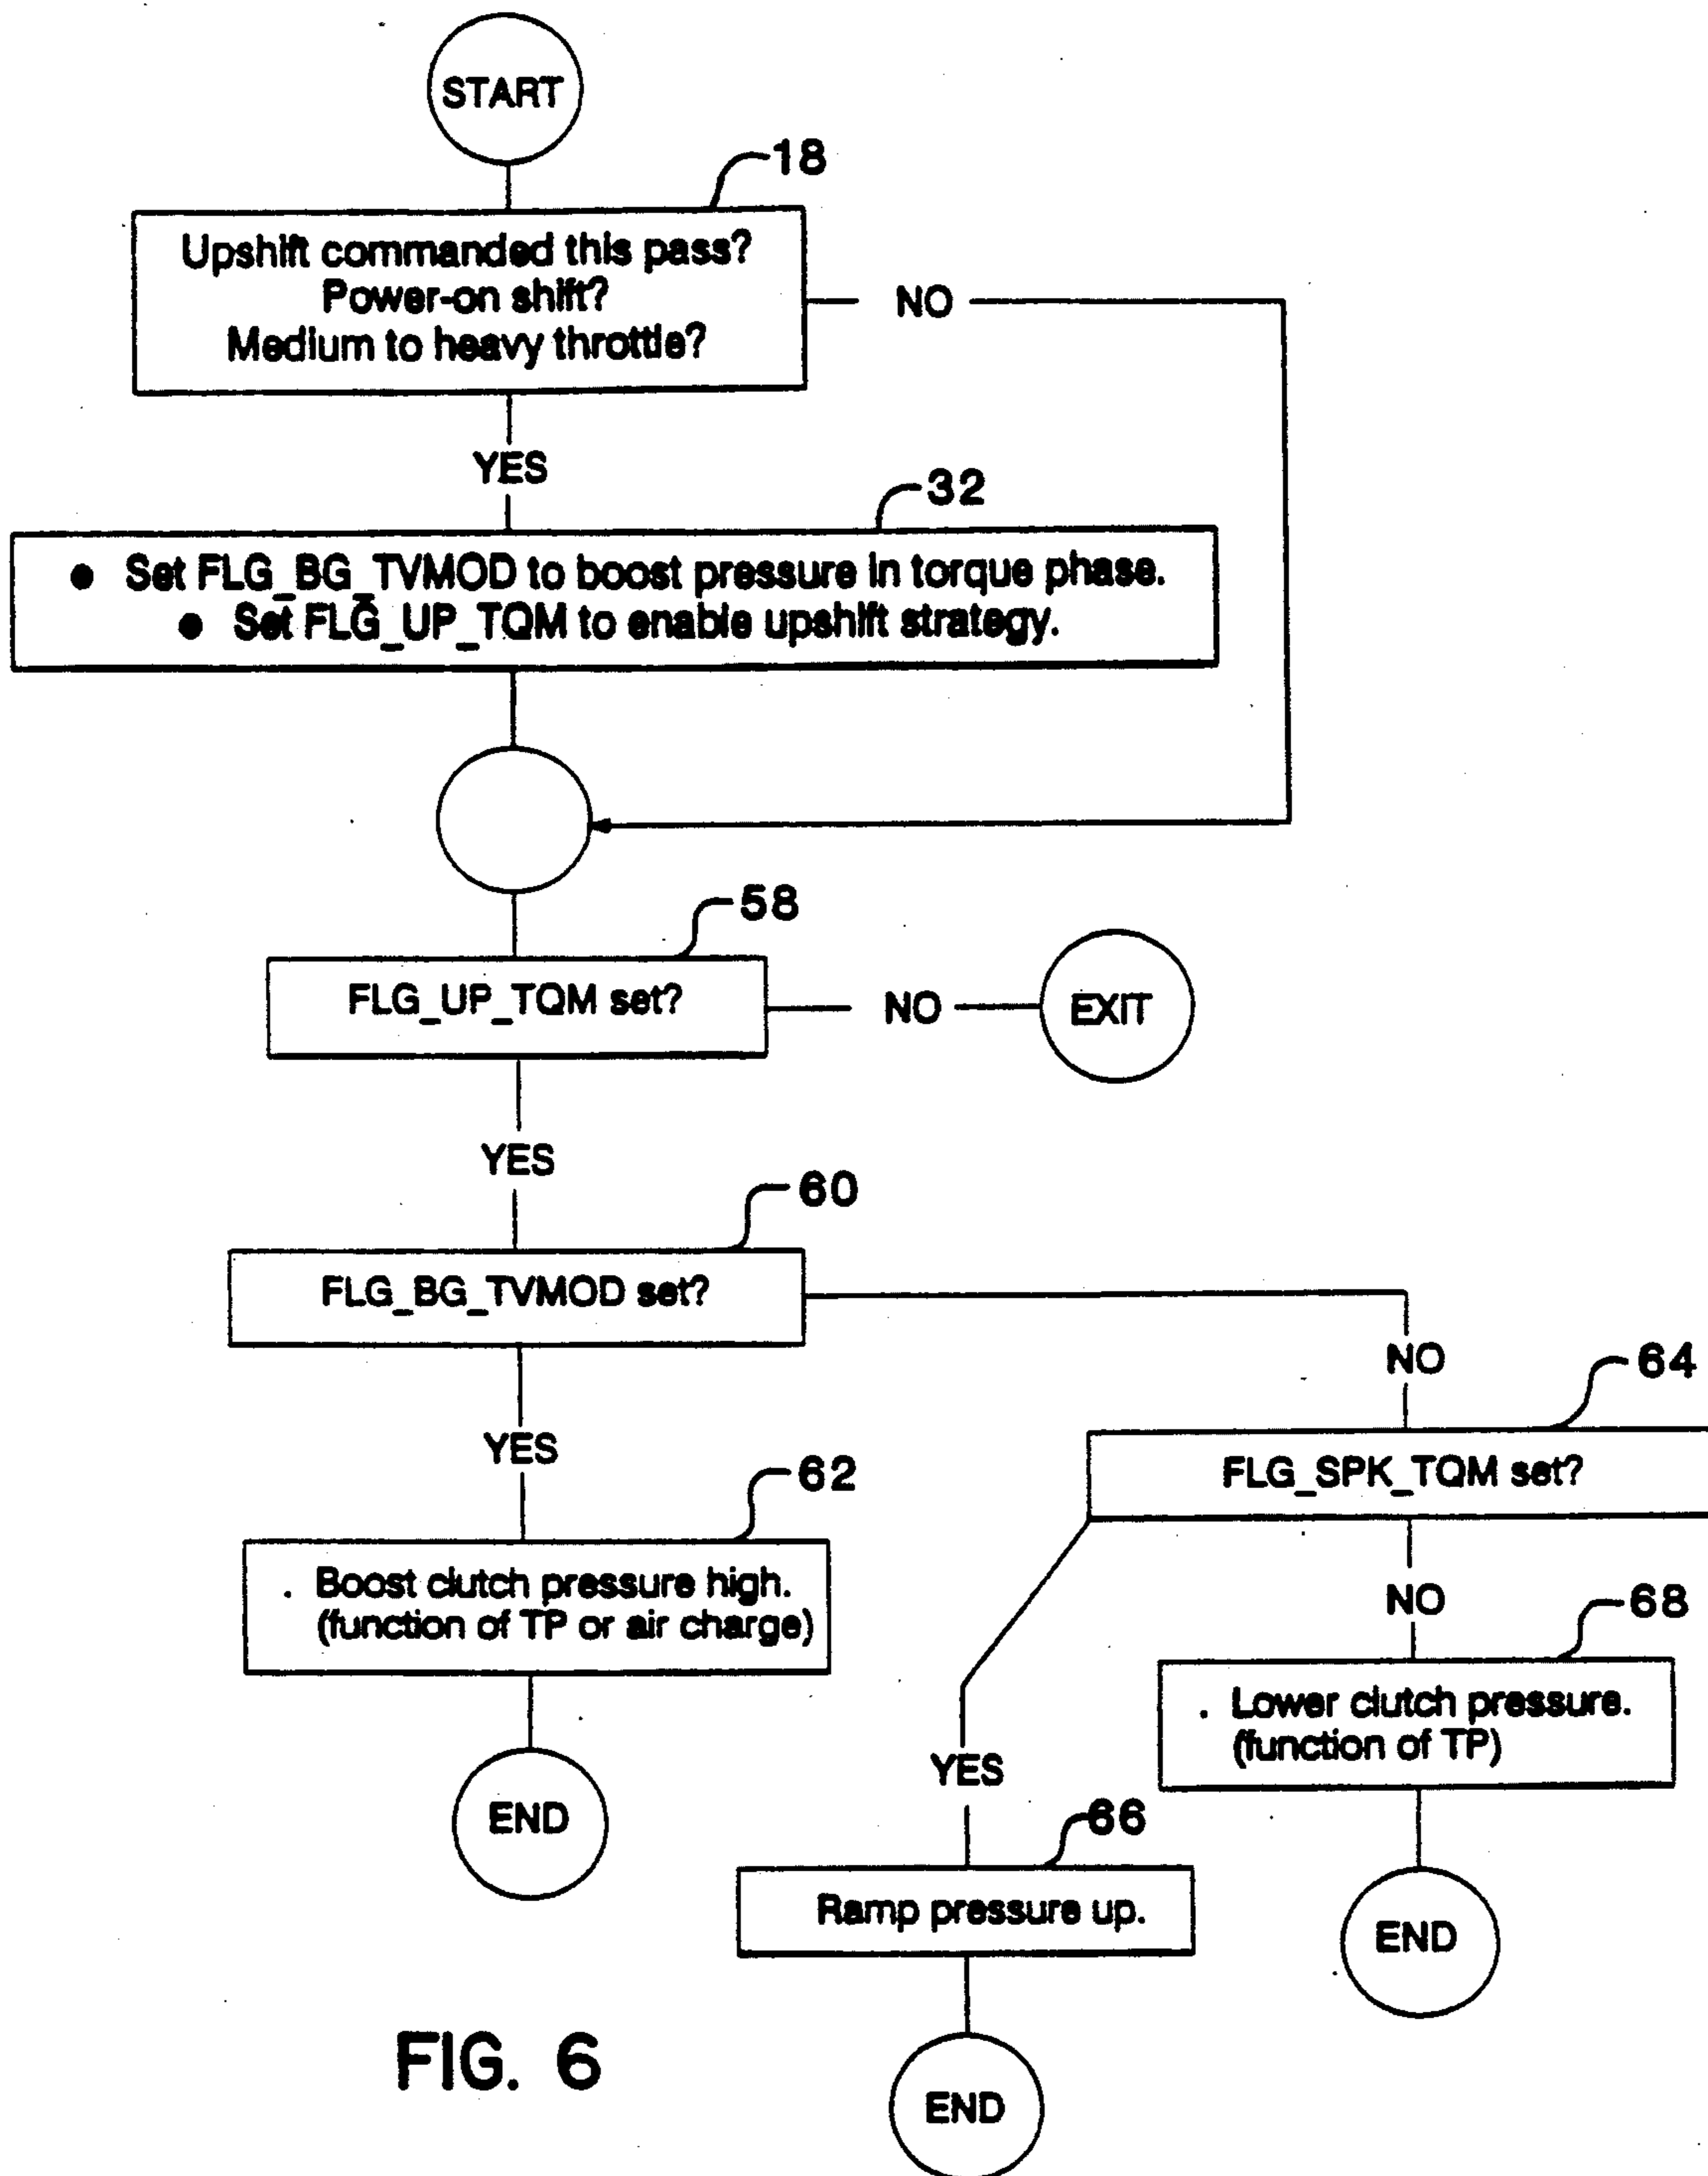 START
18
Upshift commanded this pass?
Power-on shift?
Medium to heavy throttle?
NO
YES
32
● Set FLG_BG_TVMOD to boost pressure in torque phase.
● Set FLG_UP_TQM to enable upshift strategy.
58
FLG_UP_TQM set?
NO
EXIT
YES
60
FLG_BG_TVMOD set?
NO
64
YES
FLG_SPK_TQM set?
62
. Boost clutch pressure high.
(function of TP or air charge)
NO
68
. Lower clutch pressure.
(function of TP)
YES
END
66
Ramp pressure up.
END
END
FIG. 6